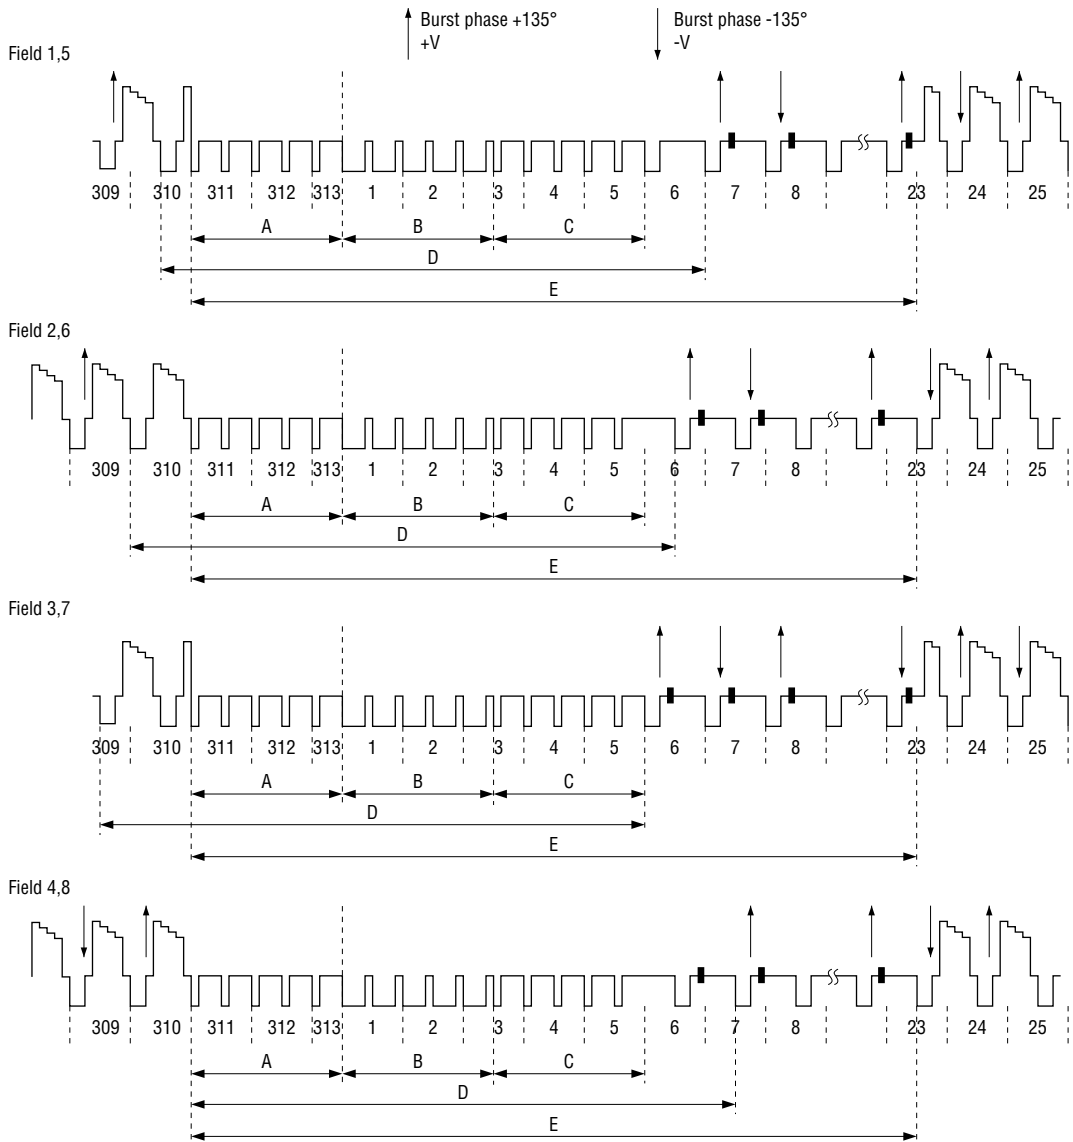 Burst phase +135° Burst phase -135°
+V -V
Field 1,5
309 310 311 312 313 1 2 3 4 5 6 7 8 23 24 25
A B C
D
E
Field 2,6
309 310 311 312 313 1 2 3 4 5 6 7 8 23 24 25
A B C
D
E
Field 3,7
309 310 311 312 313 1 2 3 4 5 6 7 8 23 24 25
A B C
D
E
Field 4,8
309 310 311 312 313 1 2 3 4 5 6 7 8 23 24 25
A B C
D
E